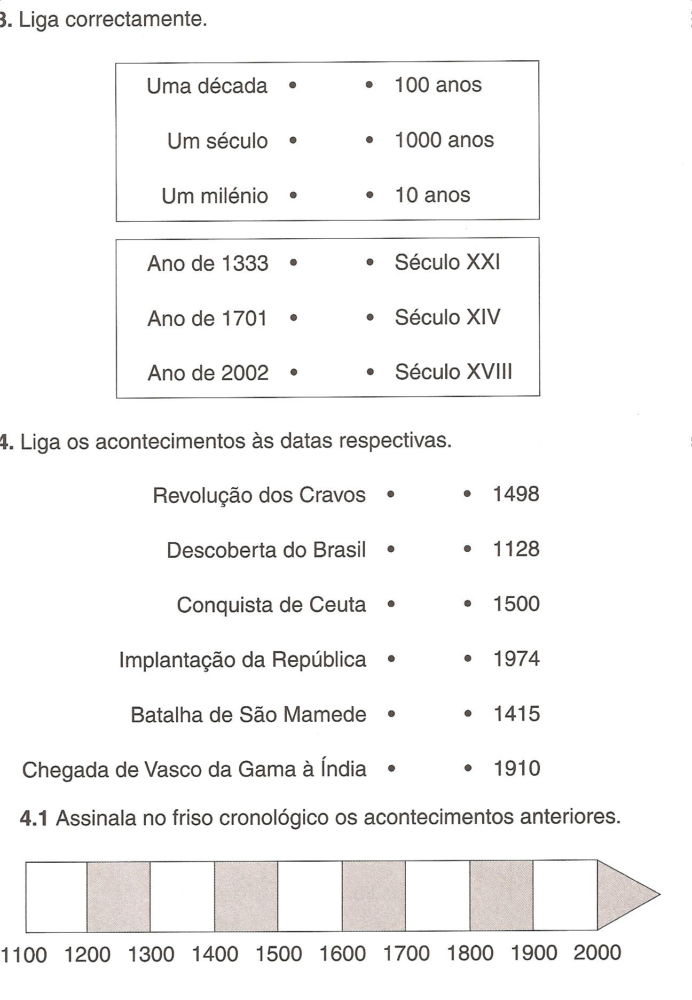 3. Liga correctamente.
Uma década • • 100 anos
Um século • • 1000 anos
Um milénio • • 10 anos
Ano de 1333 • • Século XXI
Ano de 1701 • • Século XIV
Ano de 2002 • • Século XVIII
4. Liga os acontecimentos às datas respectivas.
Revolução dos Cravos • • 1498
Descoberta do Brasil • • 1128
Conquista de Ceuta • • 1500
Implantação da República • • 1974
Batalha de São Mamede • • 1415
Chegada de Vasco da Gama à Índia • • 1910
4.1 Assinala no friso cronológico os acontecimentos anteriores.
1100 1200 1300 1400 1500 1600 1700 1800 1900 2000